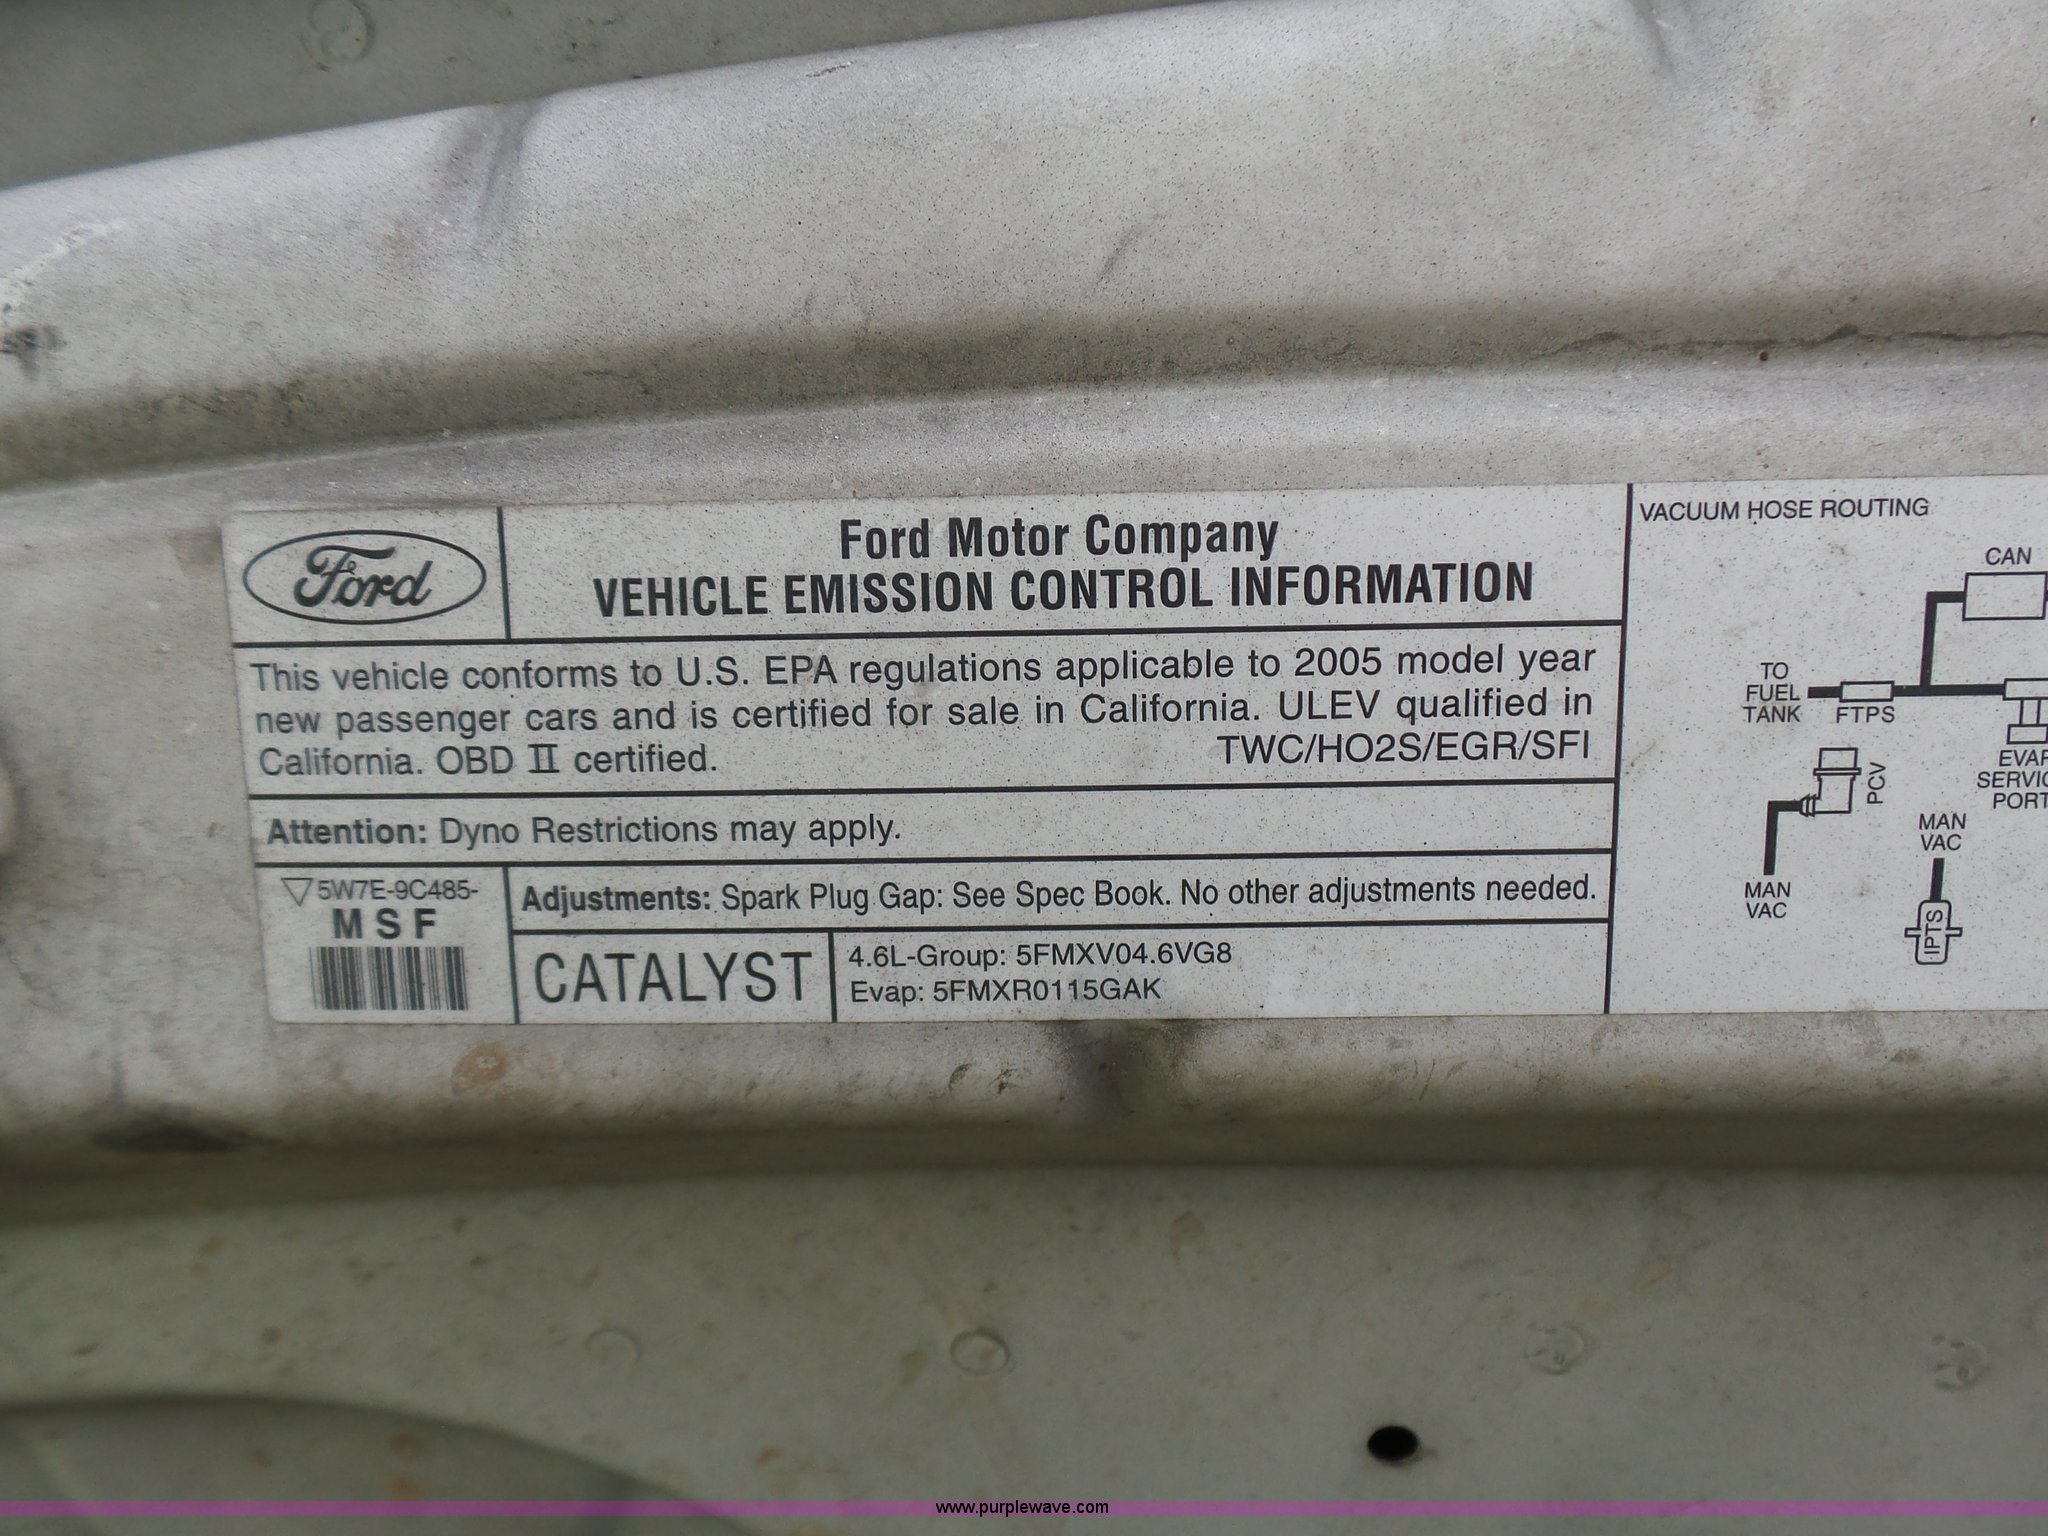 Ford
Ford Motor Company
VEHICLE EMISSION CONTROL INFORMATION
This vehicle conforms to U.S. EPA regulations applicable to 2005 model year
new passenger cars and is certified for sale in California. ULEV qualified in
California. OBD II certified.
TWC/HO2S/EGR/SFI
Attention: Dyno Restrictions may apply.
5W7E-9C485-
MSF
Adjustments: Spark Plug Gap: See Spec Book. No other adjustments needed.
CATALYST
4.6L-Group: 5FMXV04.6VG8
Evap: 5FMXR0115GAK
VACUUM HOSE ROUTING
CAN
TO
FUEL
TANK
FTPS
EVAP
SERVIC
PORT
PCV
MAN
VAC
MAN
VAC
IPTS
www.purplewave.com